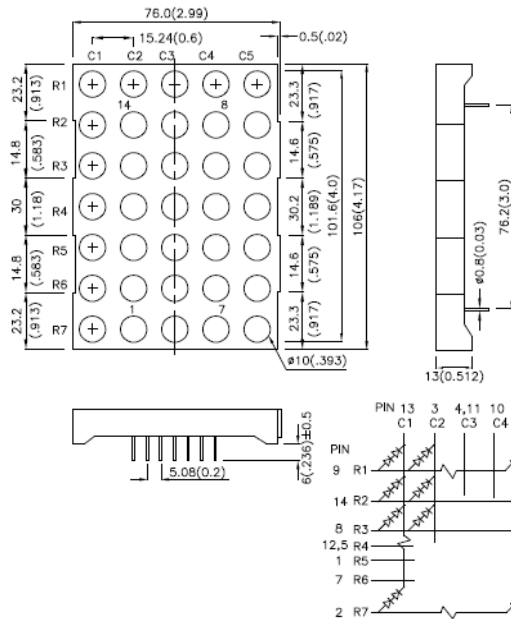 76.0(2.99)
15.24(0.6)
0.5(.02)
C1 C2 C3 C4 C5
R1
R2
R3
R4
R5
R6
R7
14 8
1 7
23.2
(.913)
14.8
(.583)
30
(1.18)
14.8
(.583)
23.2
(.913)
23.3
(.917)
14.6
(.575)
30.2
(1.189)
14.6
(.575)
23.3
(.917)
101.6(4.0)
106(4.17)
ø10(.393)
76.2(3.0)
ø0.8(0.03)
13(0.512)
5.08(0.2)
6(.236)±0.5
PIN 13 3 4,11 10
C1 C2 C3 C4
PIN
9 R1
14 R2
8 R3
12,5 R4
1 R5
7 R6
2 R7